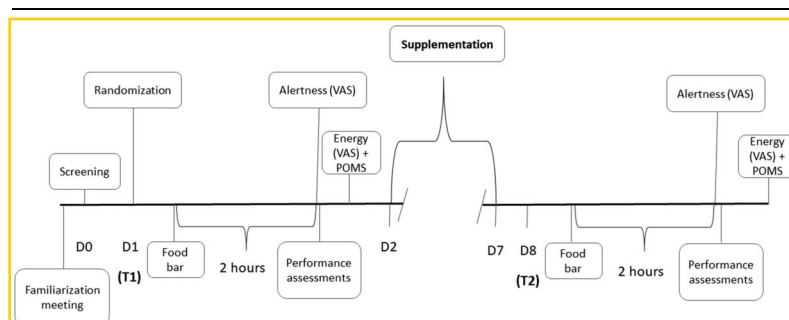 Supplementation
Randomization
Alertness (VAS)
Alertness (VAS)
Energy
(VAS) +
POMS
Energy
(VAS) +
POMS
Screening
D0
D1
(T1)
Food
bar
2 hours
Performance
assessments
D2
D7
D8
(T2)
Food
bar
2 hours
Performance
assessments
Familiarization
meeting